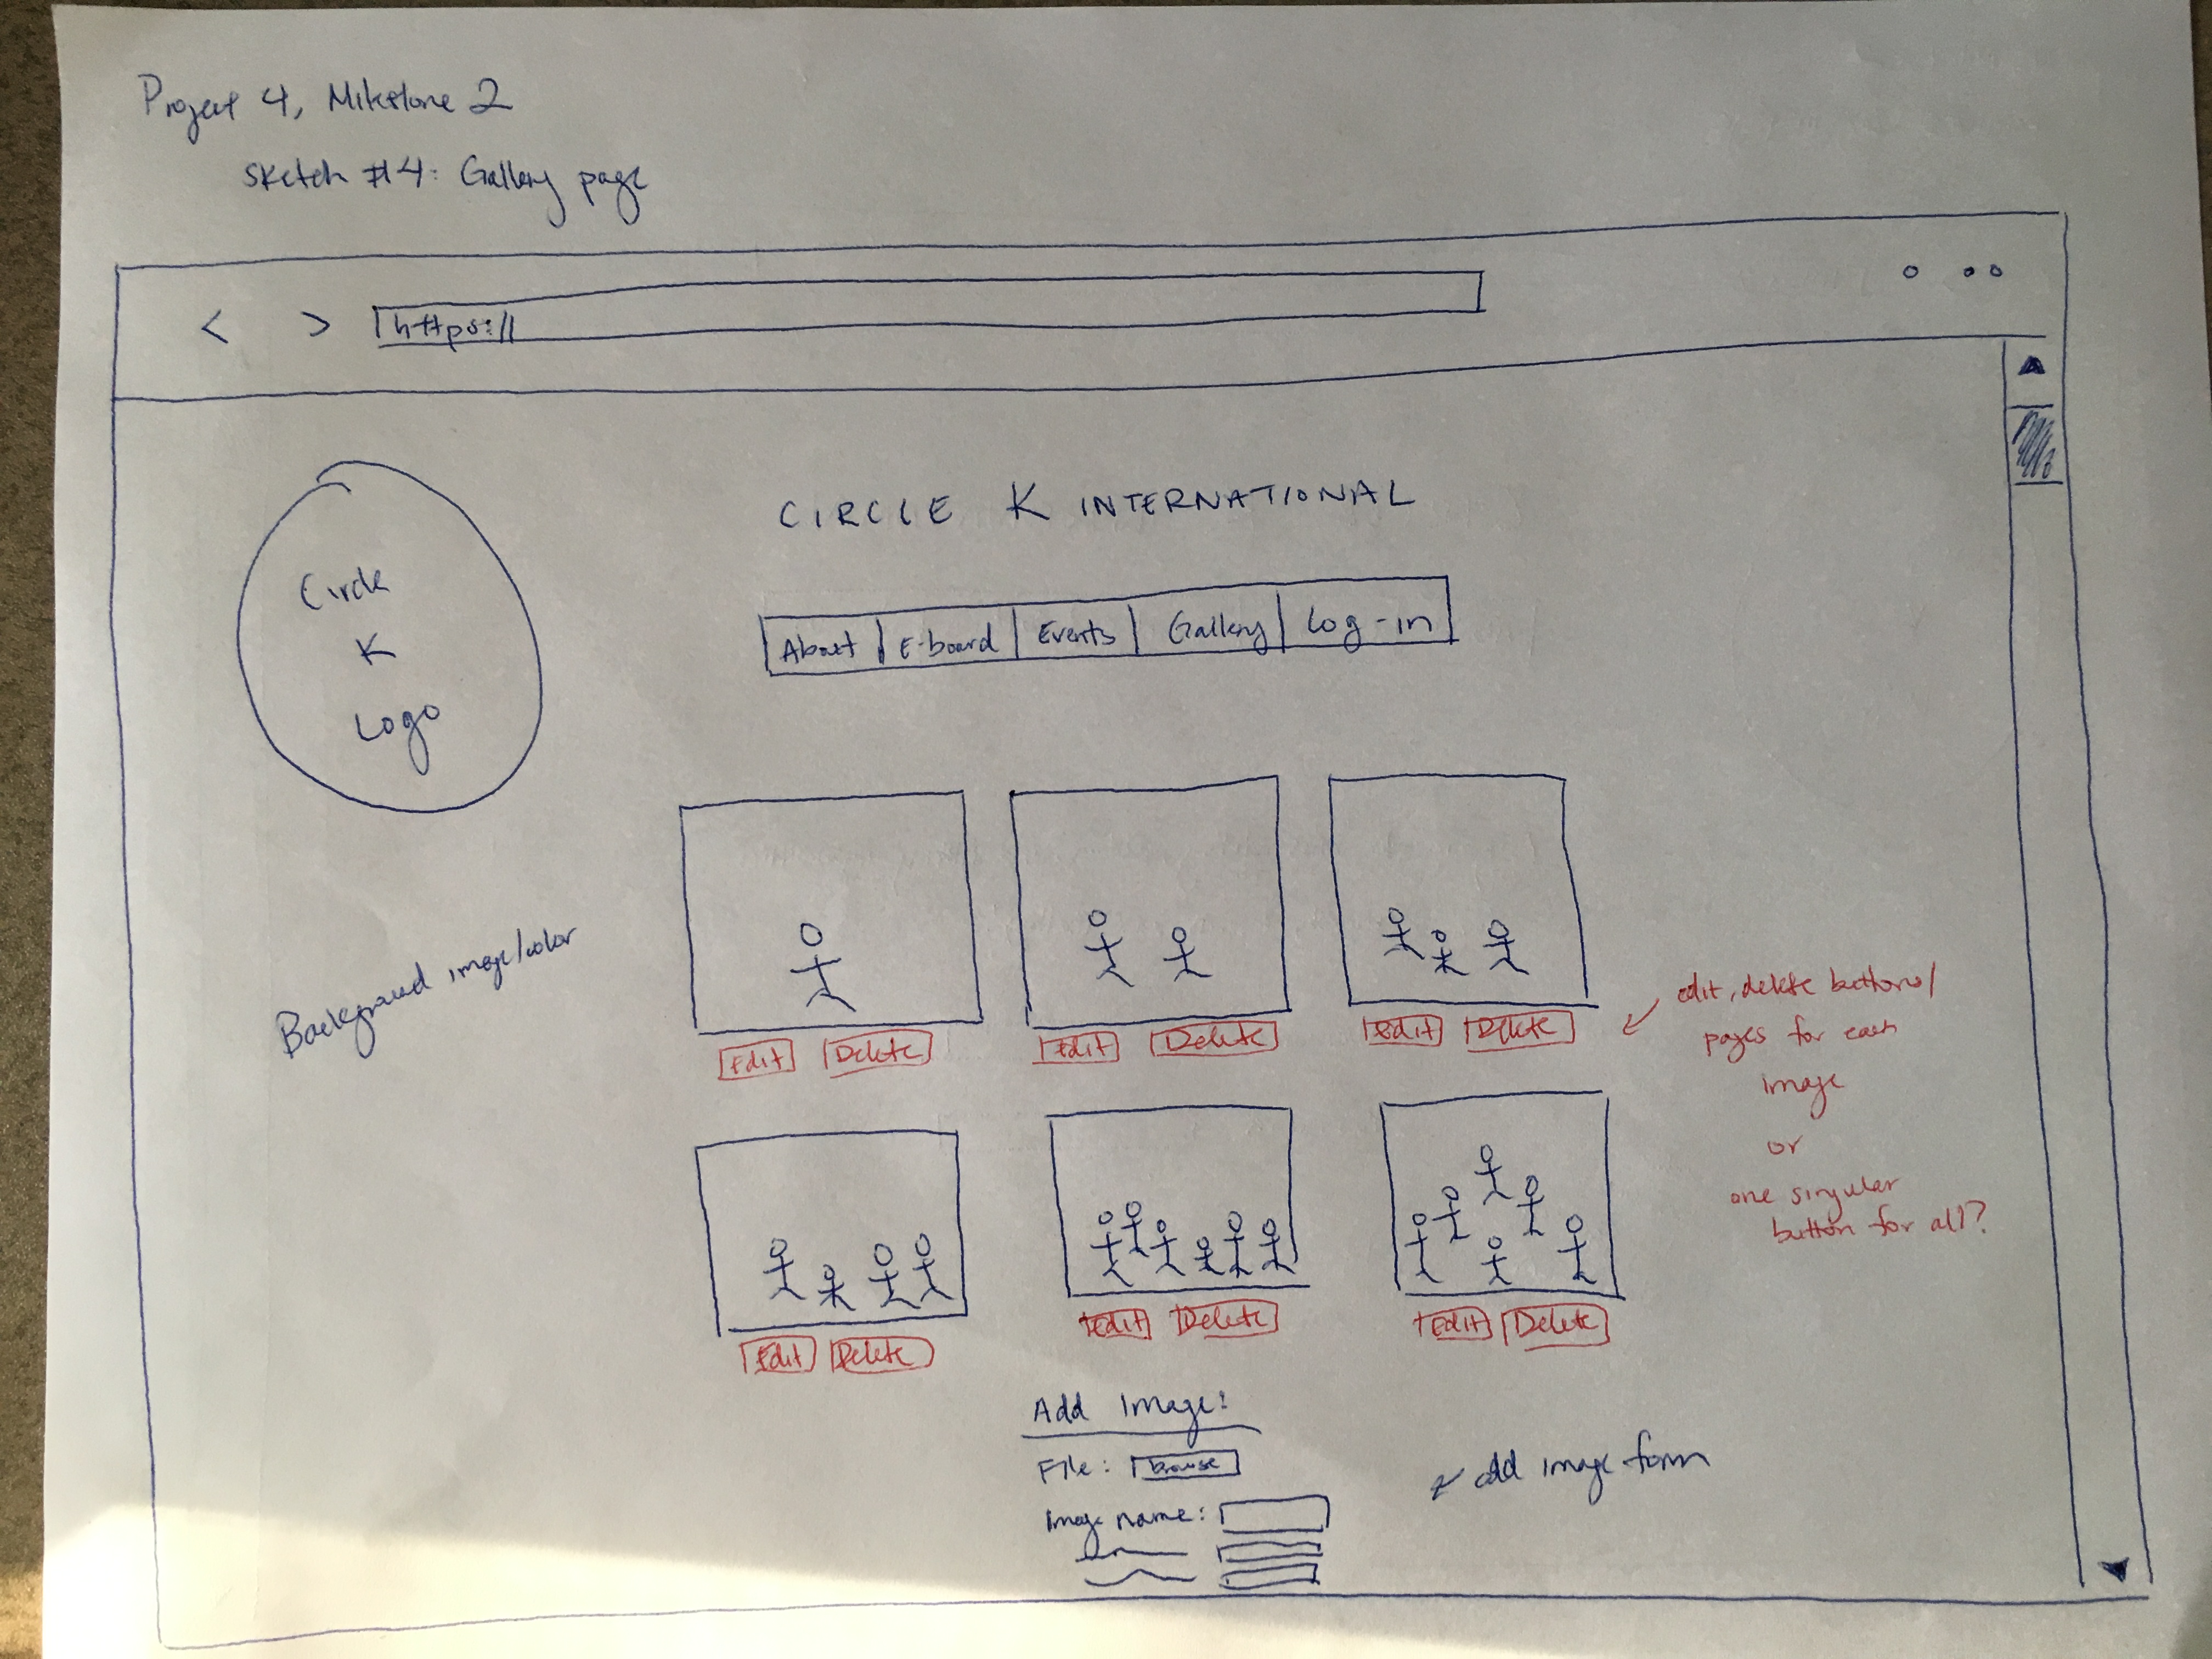 Project 4, Milestone 2
Sketch #4: Gallery page
< > https://
Circle
K
Logo
CIRCLE K INTERNATIONAL
About E-board Events Gallery Log-in
Background image/color
Edit Delete Edit Delete Edit Delete
edit, delete buttons/
pages for each
image
or
one singular
button for all?
Edit Delete Edit Delete Edit Delete
Add Image!
File: Browse
Image name:
add image form